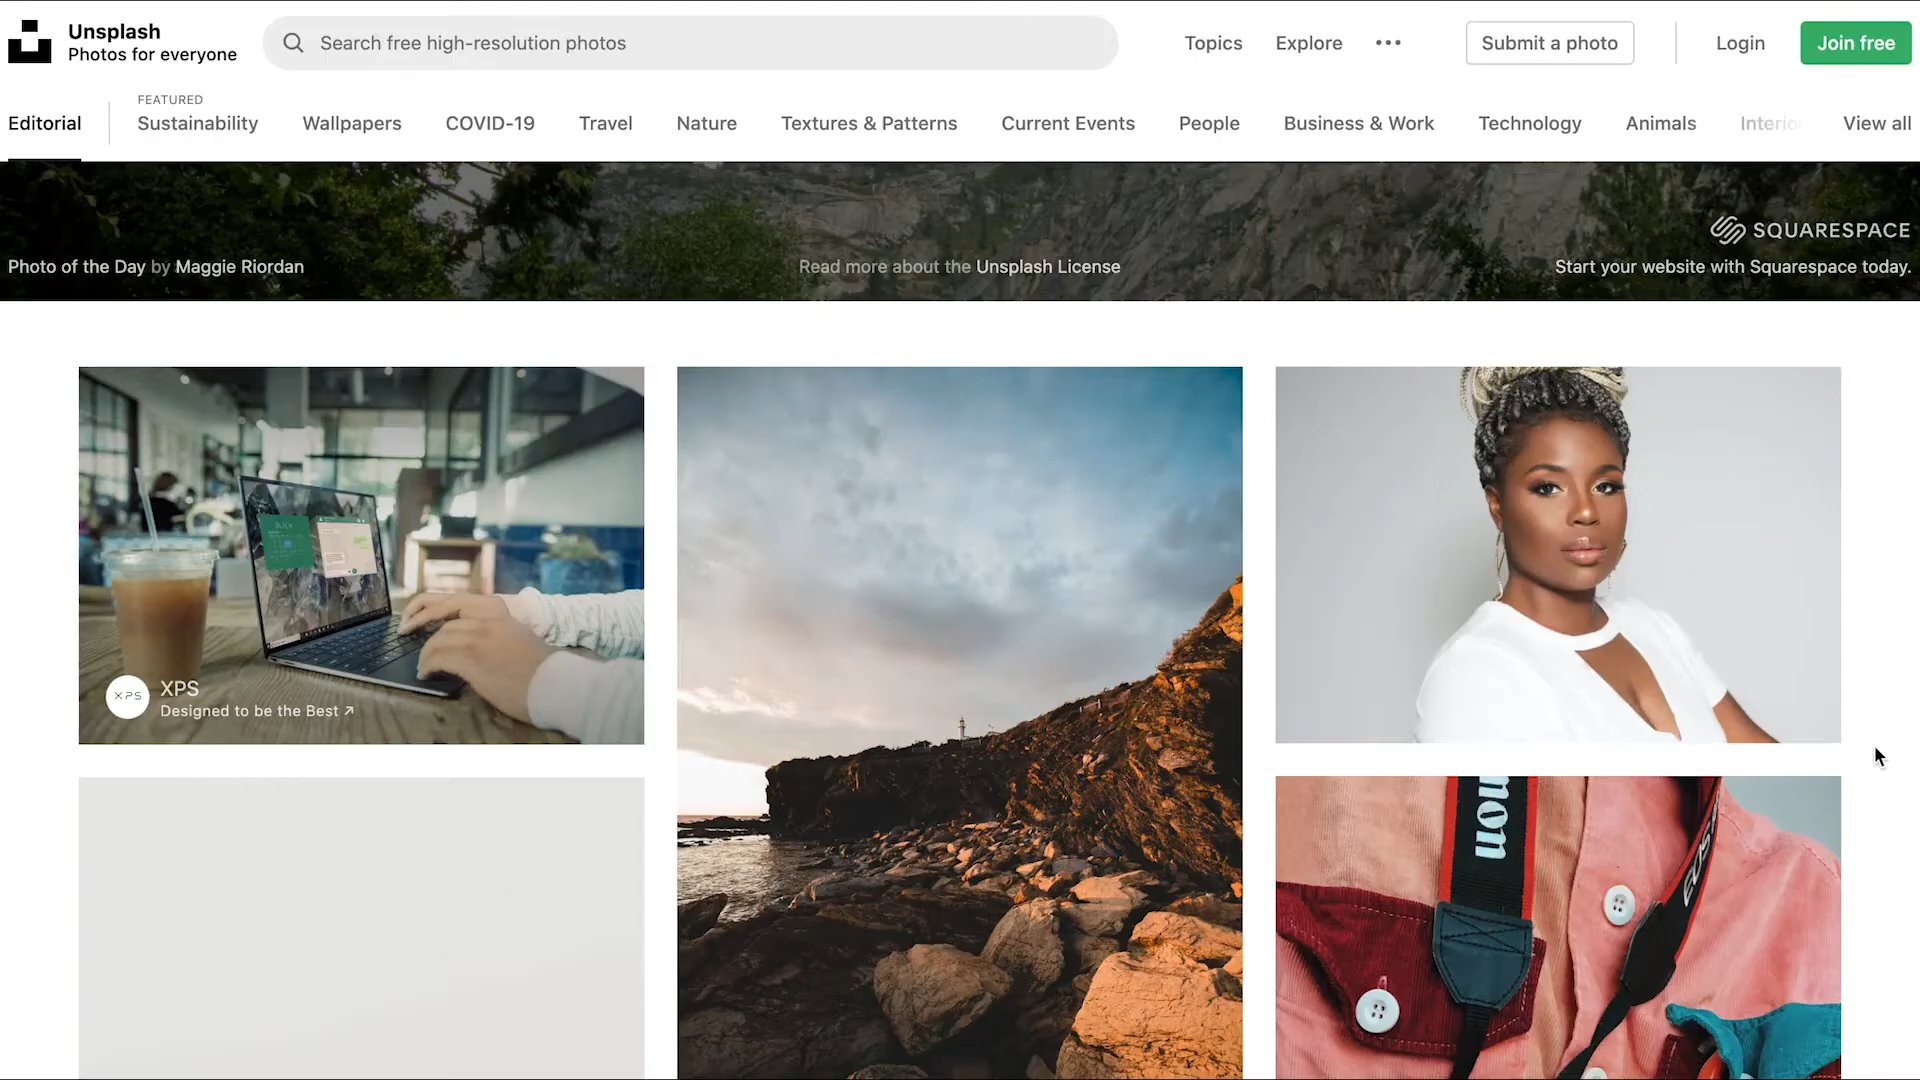 Unsplash
Photos for everyone
Search free high-resolution photos
Topics
Explore
Submit a photo
Login
Join free
Editorial
FEATURED
Sustainability
Wallpapers
COVID-19
Travel
Nature
Textures & Patterns
Current Events
People
Business & Work
Technology
Animals
Interio
View all
SQUARESPACE
Photo of the Day by Maggie Riordan
Read more about the Unsplash License
Start your website with Squarespace today.
JULY
XPS
XPS
Designed to be the Best
non
EOS